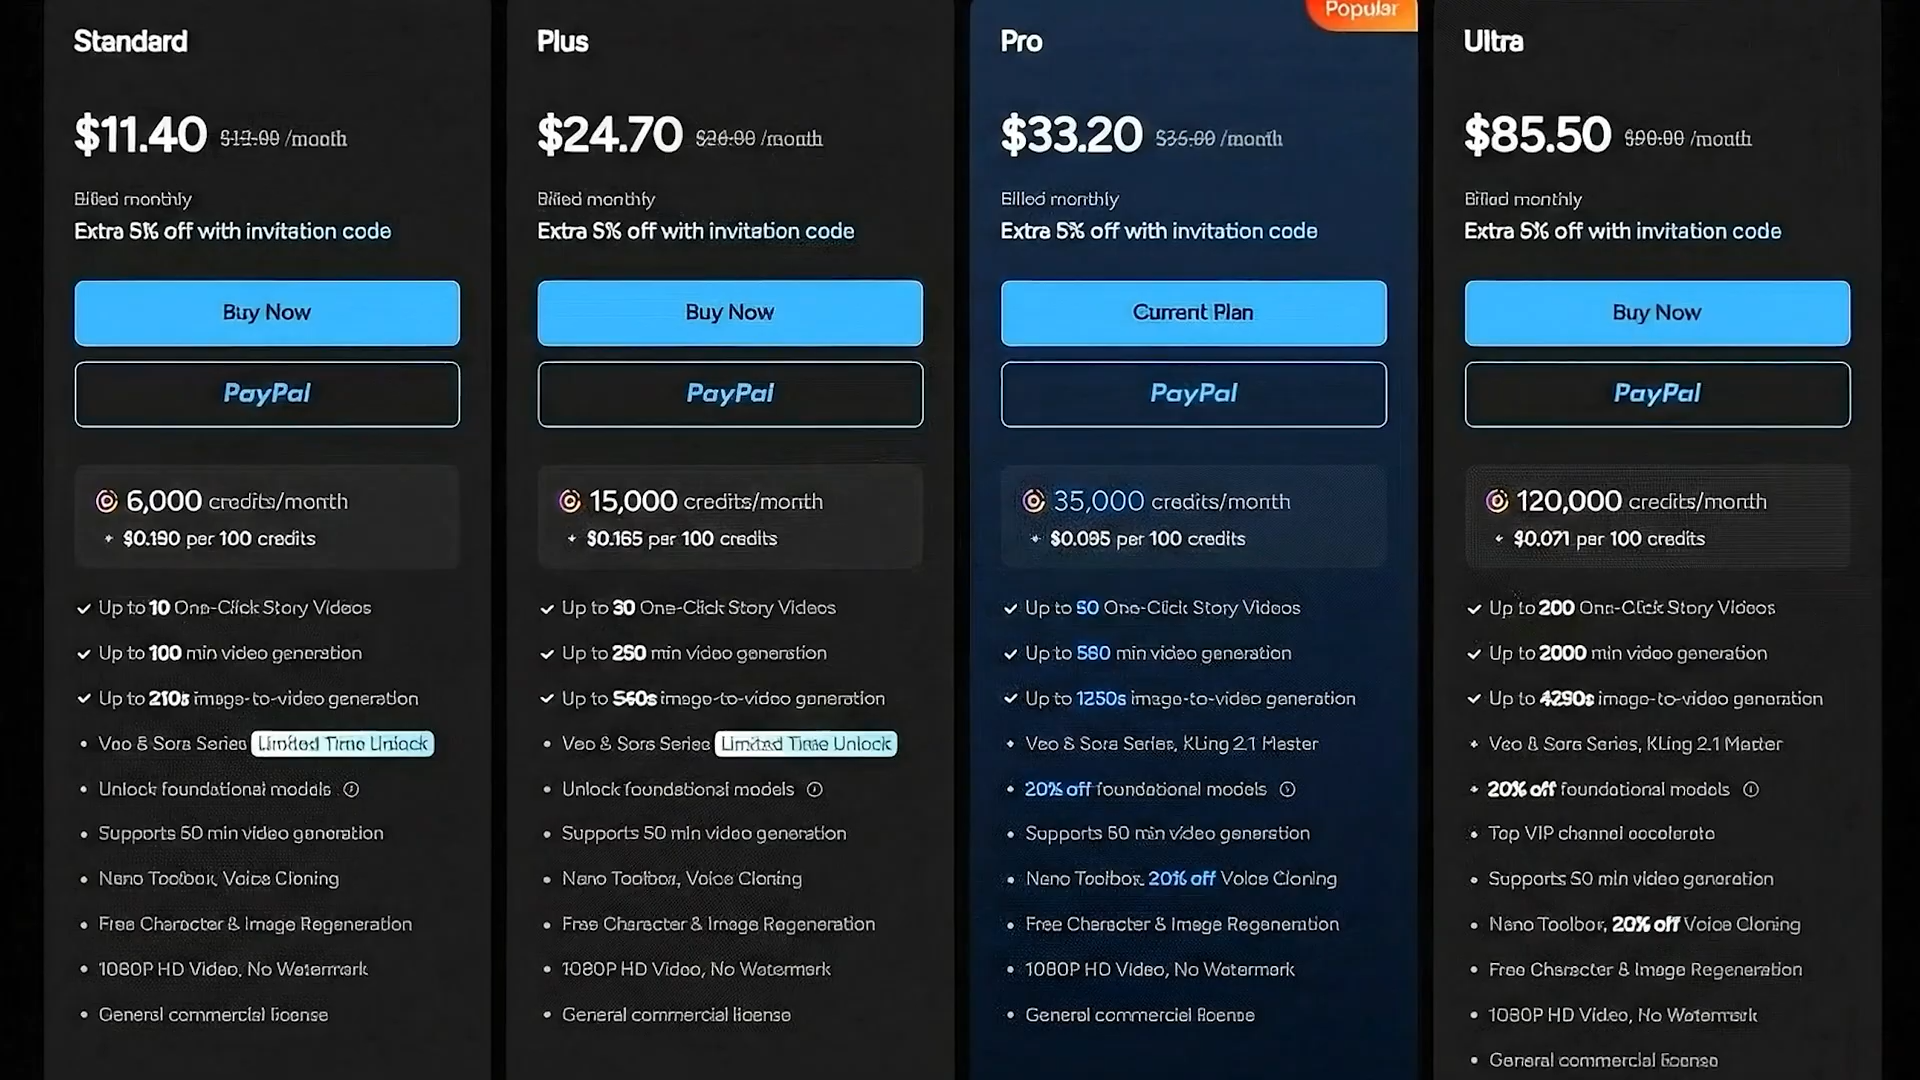 Popular
Standard
$11.40 /month
Billed monthly
Extra 5% off with invitation code
Buy Now
PayPal
6,000 credits/month
$0.190 per 100 credits
Up to 10 One-Click Story Videos
Up to 100 min video generation
Up to 210s image-to-video generation
Veo & Sora Series Limited Time Unlock
Unlock foundational models
Supports 50 min video generation
Nano Toolbox, Voice Cloning
Free Character & Image Regeneration
1080P HD Video, No Watermark
General commercial license
Plus
$24.70 $26.00 /month
Billed monthly
Extra 5% off with invitation code
Buy Now
PayPal
15,000 credits/month
$0.165 per 100 credits
Up to 30 One-Click Story Videos
Up to 250 min video generation
Up to 540s image-to-video generation
Veo & Sora Series Limited Time Unlock
Unlock foundational models
Supports 50 min video generation
Nano Toolbox, Voice Cloning
Free Character & Image Regeneration
1080P HD Video, No Watermark
General commercial license
Pro
$33.20 $35.00 /month
Billed monthly
Extra 5% off with invitation code
Current Plan
PayPal
35,000 credits/month
$0.095 per 100 credits
Up to 50 One-Click Story Videos
Up to min video generation
Up to 1250s image-to-video generation
Veo & Sora Series, KLing 2.1 Master
20% off foundational models
Supports 50 min video generation
Nano Toolbox, 20% off Voice Cloning
Free Character & Image Regeneration
1080P HD Video, No Watermark
General commercial license
Ultra
$85.50 $90.00 /month
Billed monthly
Extra 5% off with invitation code
Buy Now
PayPal
120,000 credits/month
$0.071 per 100 credits
Up to 200 One-Click Story Videos
Up to 2000 min video generation
Up to 4290s image-to-video generation
Veo & Sora Series, KLing 2.1 Master
20% off foundational models
Top VIP channel accelerate
Supports 50 min video generation
Nano Toolbox, 20% off Voice Cloning
Free Character & Image Regeneration
1080P HD Video, No Watermark
General commercial license